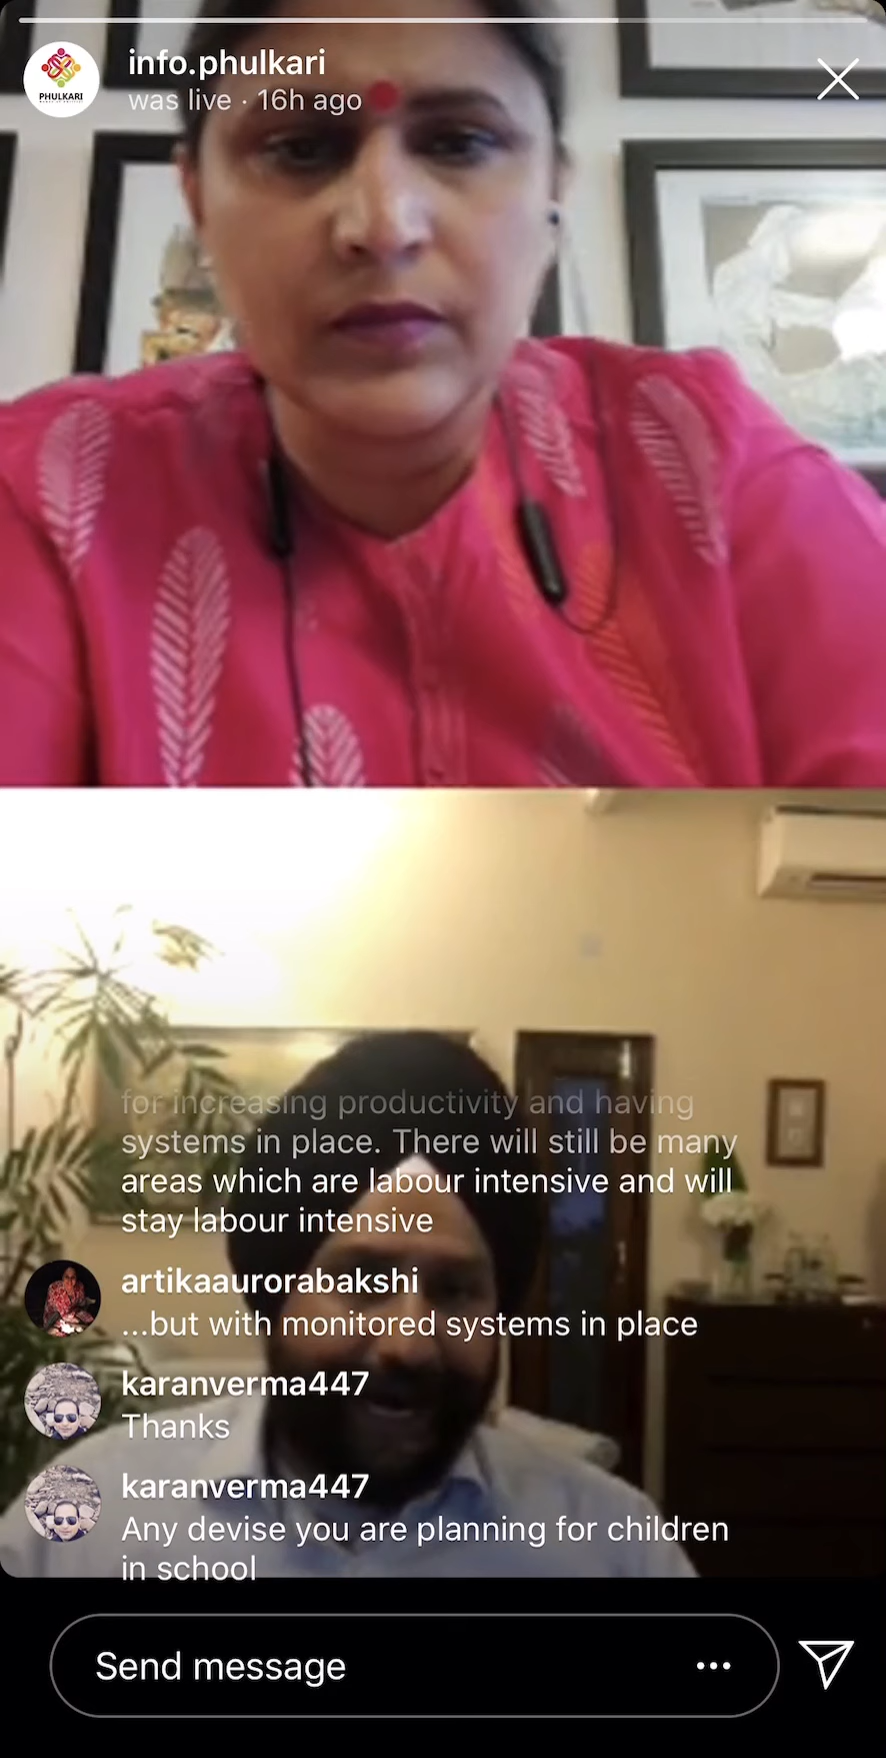 info.phulkari
was live · 16h ago
PHULKARI
for increasing productivity and having
systems in place. There will still be many
areas which are labour intensive and will
stay labour intensive
artikaaurorabakshi
...but with monitored systems in place
karanverma447
Thanks
karanverma447
Any devise you are planning for children
in school
Send message